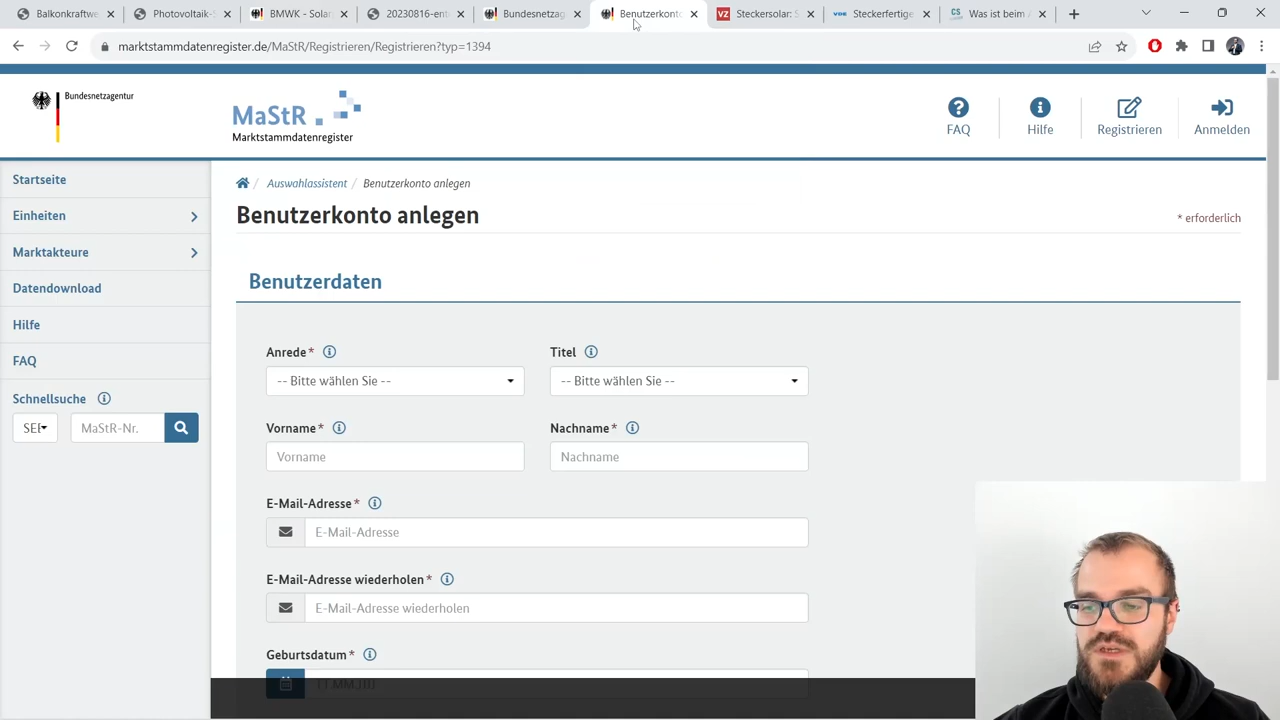 Balkonkraftwe
Photovoltaik-S
BMWK - Solar
20230816-ent
Bundesnetzag
Benutzerkonto
Steckersolar: S
Steckerfertige
Was ist beim A
marktstammdatenregister.de/MaStR/Registrieren/Registrieren?typ=1394
Bundesnetzagentur
MaStR
Marktstammdatenregister
FAQ
Hilfe
Registrieren
Anmelden
Startseite
Einheiten
Marktakteure
Datendownload
Hilfe
FAQ
Schnellsuche
SEE
MaStR-Nr.
Auswahlassistent / Benutzerkonto anlegen
Benutzerkonto anlegen
* erforderlich
Benutzerdaten
Anrede*
Titel
-- Bitte wählen Sie --
-- Bitte wählen Sie --
Vorname*
Nachname*
Vorname
Nachname
E-Mail-Adresse*
E-Mail-Adresse
E-Mail-Adresse wiederholen*
E-Mail-Adresse wiederholen
Geburtsdatum*